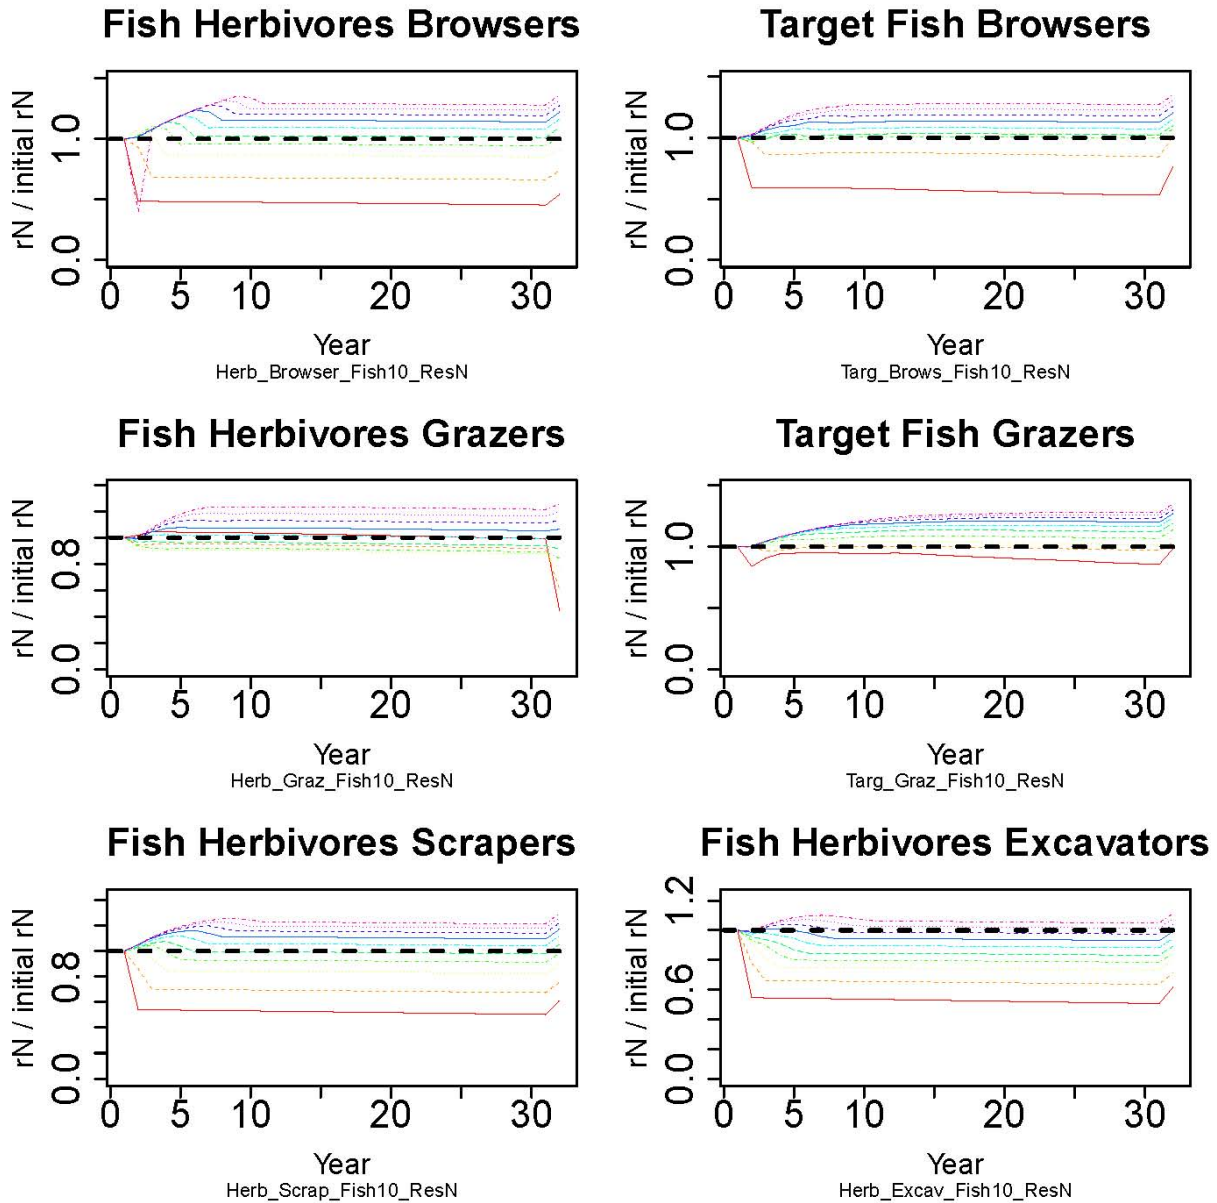 Fish Herbivores Browsers
rN / initial rN
0.0 1.0
0 5 10 20 30
Year
Herb_Browser_Fish10_ResN
Target Fish Browsers
rN / initial rN
0.0 1.0
0 5 10 20 30
Year
Targ_Brows_Fish10_ResN
Fish Herbivores Grazers
rN / initial rN
0.0 0.8
0 5 10 20 30
Year
Herb_Graz_Fish10_ResN
Target Fish Grazers
rN / initial rN
0.0 1.0
0 5 10 20 30
Year
Targ_Graz_Fish10_ResN
Fish Herbivores Scrapers
rN / initial rN
0.0 0.8
0 5 10 20 30
Year
Herb_Scrap_Fish10_ResN
Fish Herbivores Excavators
rN / initial rN
0.0 0.6 1.2
0 5 10 20 30
Year
Herb_Excav_Fish10_ResN